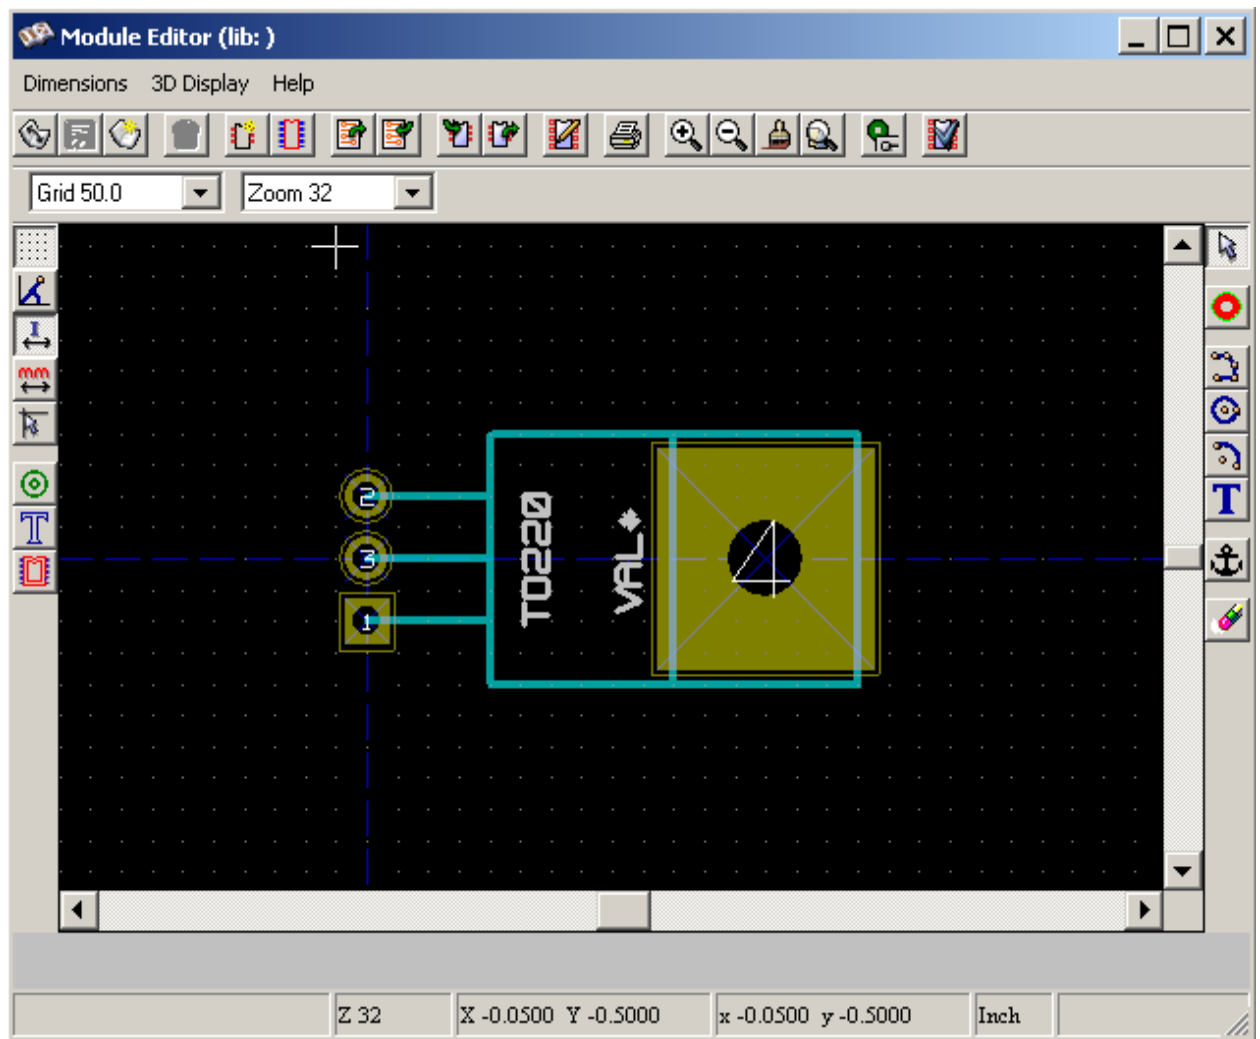 Module Editor (lib: )
Dimensions 3D Display Help
Grid 50.0 Zoom 32
I
mm
2
3
1
TO220
VAL*
4
T
T
Z 32 X -0.0500 Y -0.5000 x -0.0500 y -0.5000 Inch